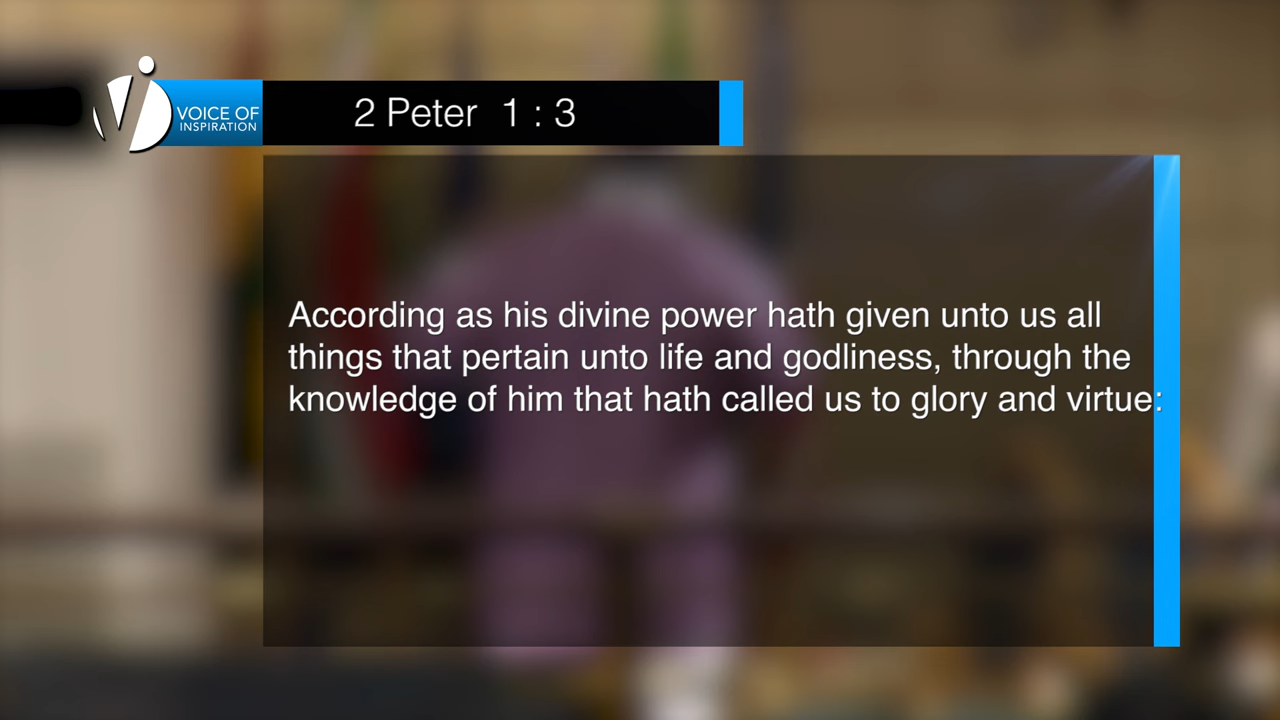 VOICE OF
INSPIRATION
2 Peter 1 : 3
According as his divine power hath given unto us all
things that pertain unto life and godliness, through the
knowledge of him that hath called us to glory and virtue: